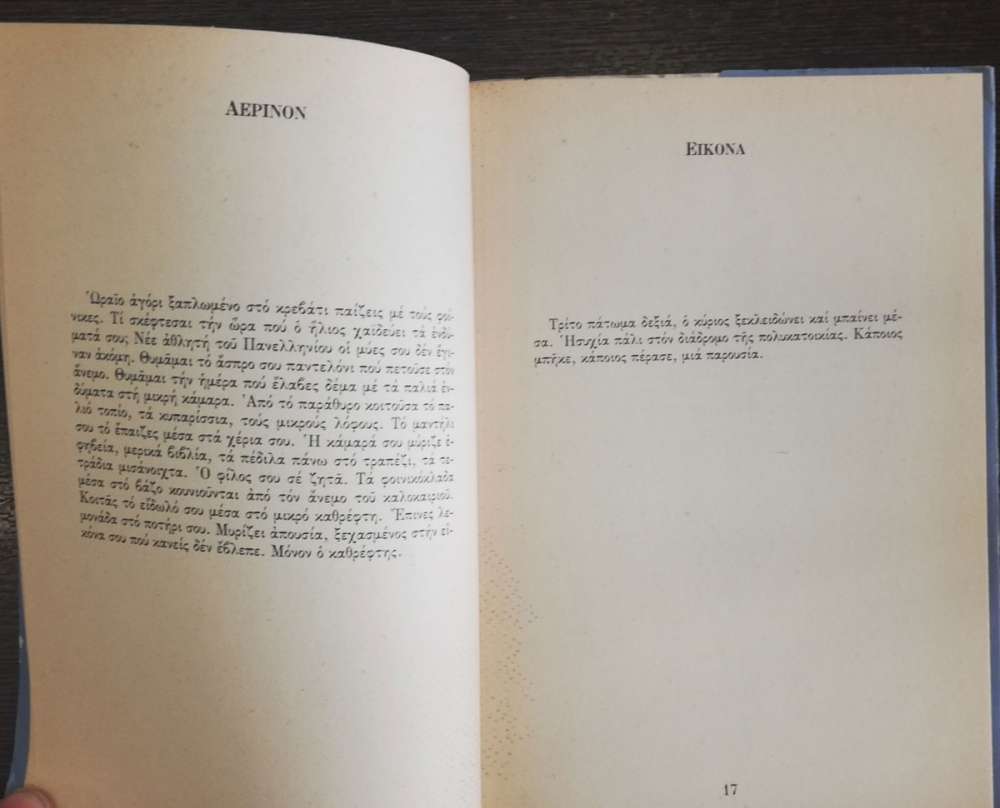 ΑΕΡΙΝΟΝ
Ὡραῖο ἀγόρι ξαπλωμένο στό κρεβάτι παίζεις μέ τούς φοί-
νικες. Τί σκέφτεσαι τήν ὥρα πού ὁ ἥλιος χαϊδεύει τά ἐνδύ-
ματά σου; Νέε ἀθλητή τοῦ Πανελληνίου οἱ μύες σου δέν ἔγι-
ναν ἀκόμη. Θυμᾶμαι τό ἄσπρο σου παντελόνι πού πετοῦσε στόν
ἄνεμο. Θυμᾶμαι τήν ἡμέρα πού ἔλαβες δέμα μέ τά παλιά ἐν-
δύματα στή μικρή κάμαρα. Ἀπό τό παράθυρο κοιτοῦσα τό πα-
λιό τοπίο, τά κυπαρίσσια, τούς μικρούς λόφους. Τό μαντήλι
σου τό ἔπαιζες μέσα στά χέρια σου. Ἡ κάμαρά σου μύριζε ἐ-
φηβεία, μερικά βιβλία, τά πέδιλα πάνω στό τραπέζι, τά τε-
τράδια μισάνοιχτα. Ὁ φίλος σου σέ ζητᾶ. Τά φοινικόκλαδα
μέσα στό βάζο κουνιοῦνται ἀπό τόν ἄνεμο τοῦ καλοκαιριοῦ.
Κοιτᾶς τό εἴδωλό σου μέσα στό μικρό καθρέφτη. Ἔπινες λε-
μονάδα στό ποτήρι σου. Μυρίζει ἀπουσία, ξεχασμένος στήν εἰ-
κόνα σου πού κανείς δέν ἔβλεπε. Μόνον ὁ καθρέφτης.
ΕΙΚΟΝΑ
Τρίτο πάτωμα δεξιά, ὁ κύριος ξεκλειδώνει καί μπαίνει μέ-
σα. Ἡσυχία πάλι στόν διάδρομο τῆς πολυκατοικίας. Κάποιος
μπῆκε, κάποιος πέρασε, μιά παρουσία.
17